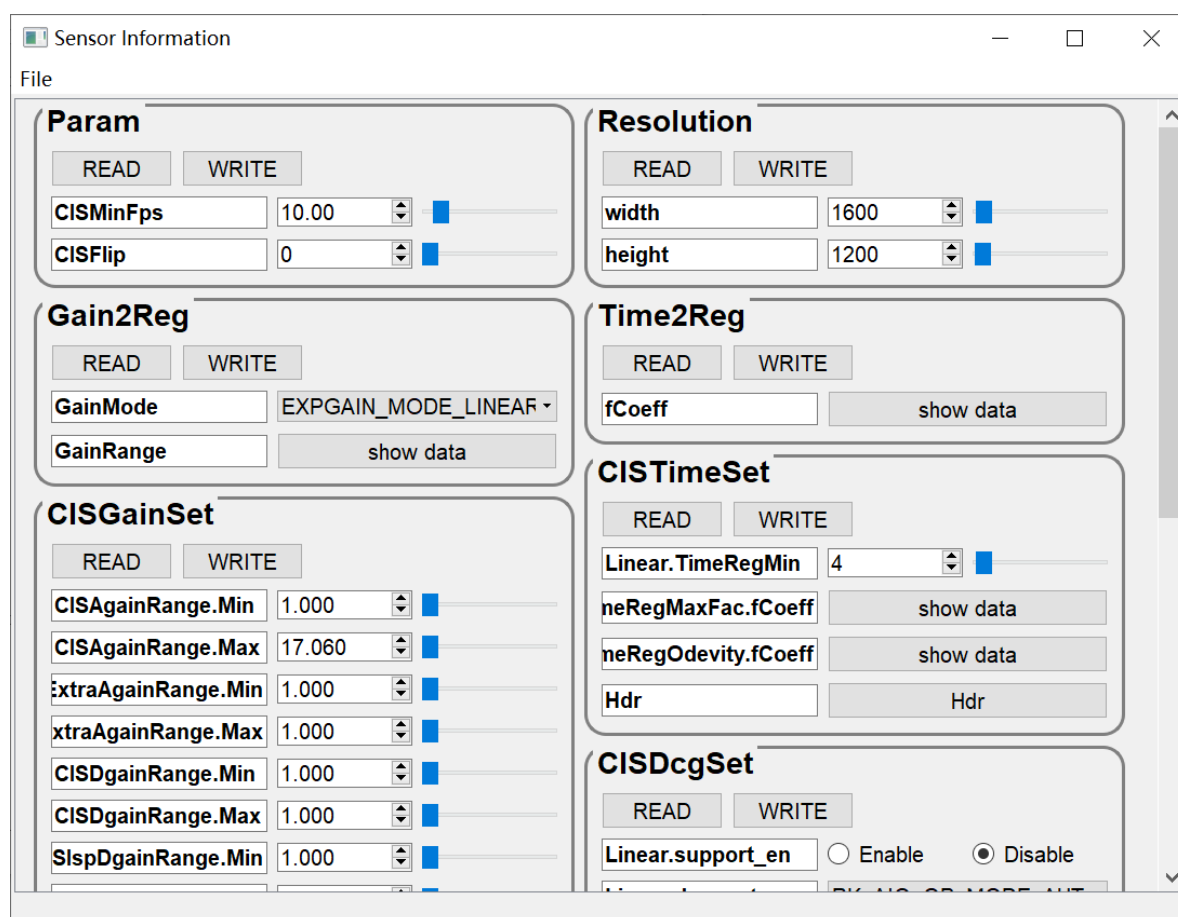 Sensor Information
File
Param
READ WRITE
CISMinFps 10.00
CISFlip 0
Gain2Reg
READ WRITE
GainMode EXPGAIN_MODE_LINEAR
GainRange show data
CISGainSet
READ WRITE
CISAgainRange.Min 1.000
CISAgainRange.Max 17.060
ExtraAgainRange.Min 1.000
xtraAgainRange.Max 1.000
CISDgainRange.Min 1.000
CISDgainRange.Max 1.000
SIspDgainRange.Min 1.000
Resolution
READ WRITE
width 1600
height 1200
Time2Reg
READ WRITE
fCoeff show data
CISTimeSet
READ WRITE
Linear.TimeRegMin 4
meRegMaxFac.fCoeff show data
meRegOdevity.fCoeff show data
Hdr Hdr
CISDcgSet
READ WRITE
Linear.support_en Enable Disable